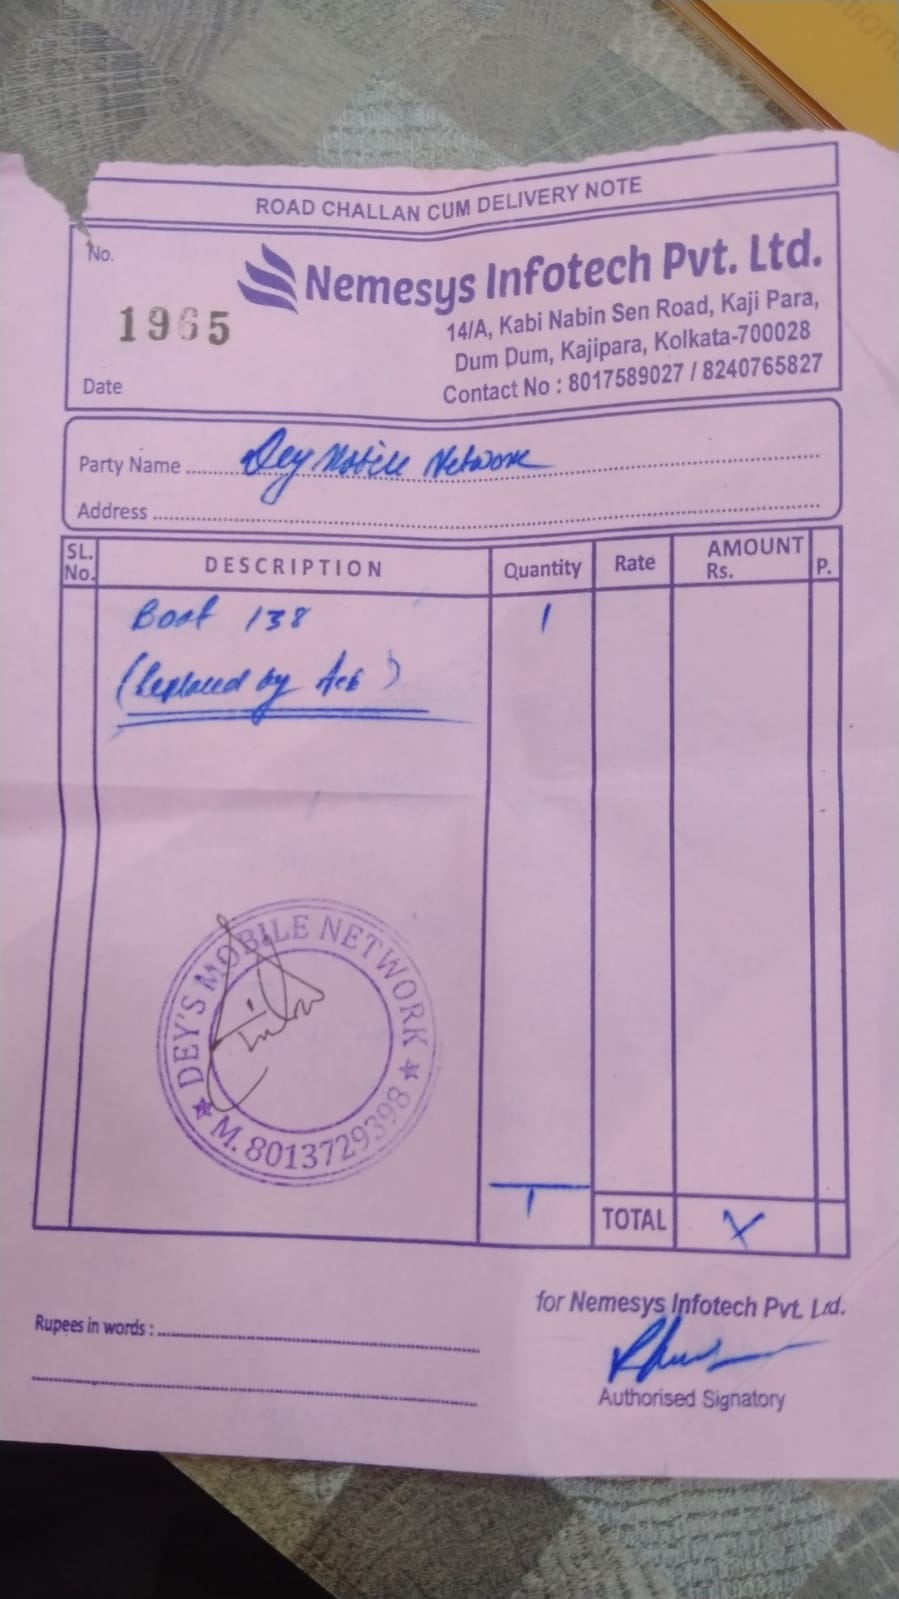 ROAD CHALLAN CUM DELIVERY NOTE
No.
1965
Date
Nemesys Infotech Pvt. Ltd.
14/A, Kabi Nabin Sen Road, Kaji Para,
Dum Dum, Kajipara, Kolkata-700028
Contact No : 8017589027 / 8240765827
Party Name Dey Mobile Network
Address
SL. No. DESCRIPTION Quantity Rate AMOUNT Rs. P.
Boat 138 1
(Replaced by
DEY'S MOBILE NETWORK
M. 8013729398
1 TOTAL X
for Nemesys Infotech Pvt. Ltd.
Rupees in words :
Authorised Signatory